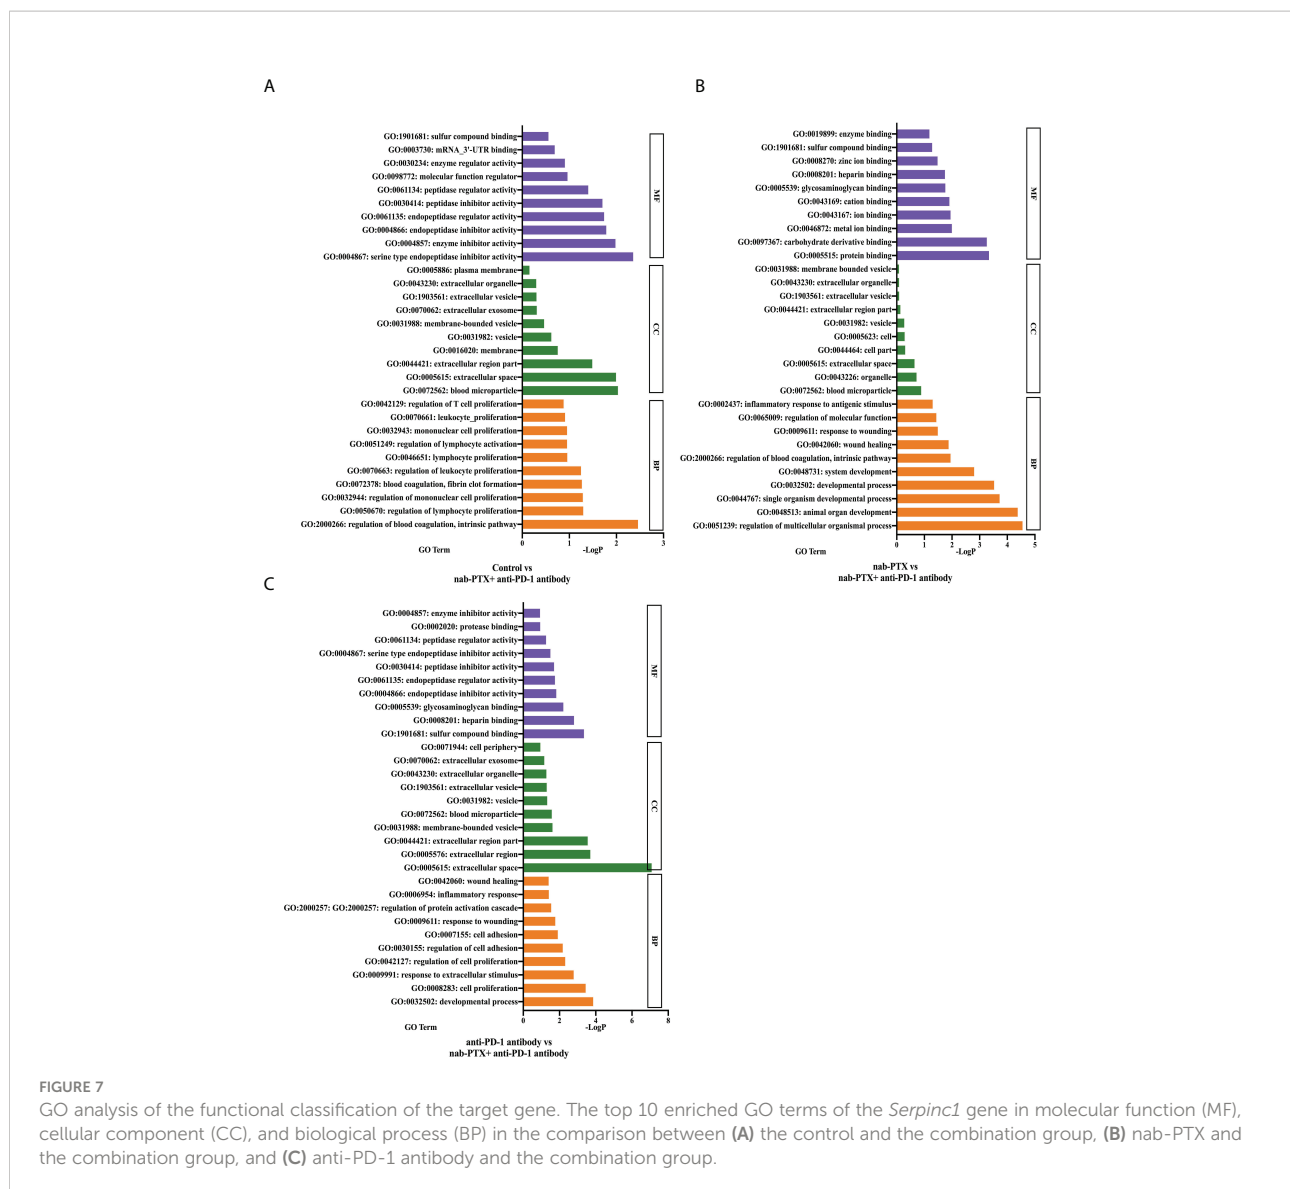 A
GO:1901681: sulfur compound binding
GO:0003730: mRNA_3'-UTR binding
GO:0030234: enzyme regulator activity
GO:0098772: molecular function regulator
GO:0061134: peptidase regulator activity
GO:0030414: peptidase inhibitor activity
GO:0061135: endopeptidase regulator activity
GO:0004866: endopeptidase inhibitor activity
GO:0004857: enzyme inhibitor activity
GO:0004867: serine type endopeptidase inhibitor activity
GO:0005886: plasma membrane
GO:0043230: extracellular organelle
GO:1903561: extracellular vesicle
GO:0070062: extracellular exosome
GO:0031988: membrane-bounded vesicle
GO:0031982: vesicle
GO:0016020: membrane
GO:0044421: extracellular region part
GO:0005615: extracellular space
GO:0072562: blood microparticle
GO:0042129: regulation of T cell proliferation
GO:0070661: leukocyte_proliferation
GO:0032943: mononuclear cell proliferation
GO:0051249: regulation of lymphocyte activation
GO:0046651: lymphocyte proliferation
GO:0070663: regulation of leukocyte proliferation
GO:0072378: blood coagulation, fibrin clot formation
GO:0032944: regulation of mononuclear cell proliferation
GO:0050670: regulation of lymphocyte proliferation
GO:2000266: regulation of blood coagulation, intrinsic pathway
MF
CC
BP
0 1 2 3
GO Term -LogP
Control vs
nab-PTX+ anti-PD-1 antibody
B
GO:0019899: enzyme binding
GO:1901681: sulfur compound binding
GO:0008270: zinc ion binding
GO:0008201: heparin binding
GO:0005539: glycosaminoglycan binding
GO:0043169: cation binding
GO:0043167: ion binding
GO:0046872: metal ion binding
GO:0097367: carbohydrate derivative binding
GO:0005515: protein binding
GO:0031988: membrane bounded vesicle
GO:0043230: extracellular organelle
GO:1903561: extracellular vesicle
GO:0044421: extracellular region part
GO:0031982: vesicle
GO:0005623: cell
GO:0044464: cell part
GO:0005615: extracellular space
GO:0043226: organelle
GO:0072562: blood microparticle
GO:0002437: inflammatory response to antigenic stimulus
GO:0065009: regulation of molecular function
GO:0009611: response to wounding
GO:0042060: wound healing
GO:2000266: regulation of blood coagulation, intrinsic pathway
GO:0048731: system development
GO:0032502: developmental process
GO:0044767: single organism developmental process
GO:0048513: animal organ development
GO:0051239: regulation of multicellular organismal process
MF
CC
BP
0 1 2 3 4 5
GO Term -LogP
nab-PTX vs
nab-PTX+ anti-PD-1 antibody
C
GO:0004857: enzyme inhibitor activity
GO:0002020: protease binding
GO:0061134: peptidase regulator activity
GO:0004867: serine type endopeptidase inhibitor activity
GO:0030414: peptidase inhibitor activity
GO:0061135: endopeptidase regulator activity
GO:0004866: endopeptidase inhibitor activity
GO:0005539: glycosaminoglycan binding
GO:0008201: heparin binding
GO:1901681: sulfur compound binding
GO:0071944: cell periphery
GO:0070062: extracellular exosome
GO:0043230: extracellular organelle
GO:1903561: extracellular vesicle
GO:0031982: vesicle
GO:0072562: blood microparticle
GO:0031988: membrane-bounded vesicle
GO:0044421: extracellular region part
GO:0005576: extracellular region
GO:0005615: extracellular space
GO:0042060: wound healing
GO:0006954: inflammatory response
GO:2000257: GO:2000257: regulation of protein activation cascade
GO:0009611: response to wounding
GO:0007155: cell adhesion
GO:0030155: regulation of cell adhesion
GO:0042127: regulation of cell proliferation
GO:0009991: response to extracellular stimulus
GO:0008283: cell proliferation
GO:0032502: developmental process
MF
CC
BP
0 2 4 6 8
GO Term -LogP
anti-PD-1 antibody vs
nab-PTX+ anti-PD-1 antibody
FIGURE 7
GO analysis of the functional classification of the target gene. The top 10 enriched GO terms of the Serpinc1 gene in molecular function (MF),
cellular component (CC), and biological process (BP) in the comparison between (A) the control and the combination group, (B) nab-PTX and
the combination group, and (C) anti-PD-1 antibody and the combination group.